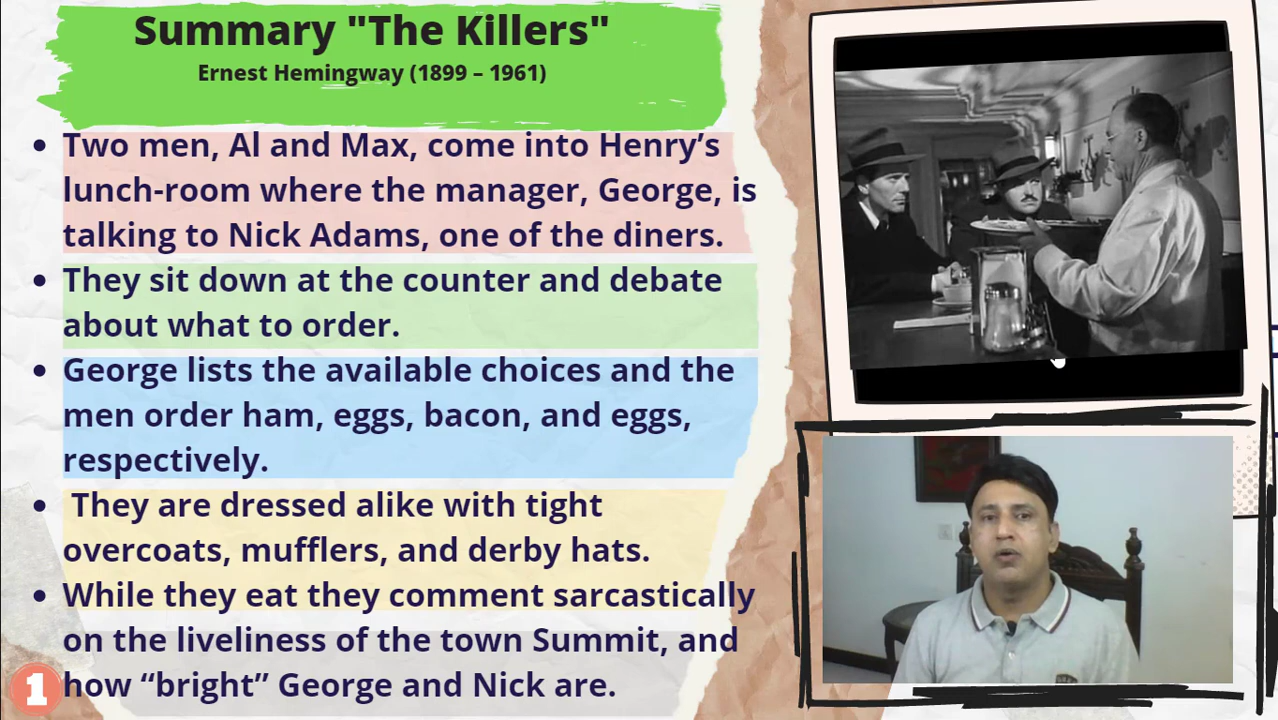 Summary "The Killers"
Ernest Hemingway (1899 – 1961)
• Two men, Al and Max, come into Henry’s
lunch-room where the manager, George, is
talking to Nick Adams, one of the diners.
• They sit down at the counter and debate
about what to order.
• George lists the available choices and the
men order ham, eggs, bacon, and eggs,
respectively.
• They are dressed alike with tight
overcoats, mufflers, and derby hats.
• While they eat they comment sarcastically
on the liveliness of the town Summit, and
how “bright” George and Nick are.
1